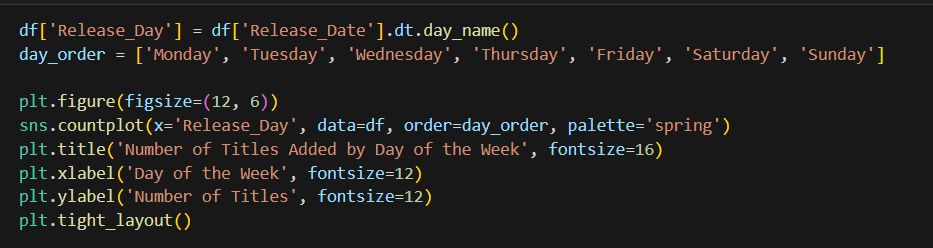 df['Release_Day'] = df['Release_Date'].dt.day_name()
day_order = ['Monday', 'Tuesday', 'Wednesday', 'Thursday', 'Friday', 'Saturday', 'Sunday']
plt.figure(figsize=(12, 6))
sns.countplot(x='Release_Day', data=df, order=day_order, palette='spring')
plt.title('Number of Titles Added by Day of the Week', fontsize=16)
plt.xlabel('Day of the Week', fontsize=12)
plt.ylabel('Number of Titles', fontsize=12)
plt.tight_layout()